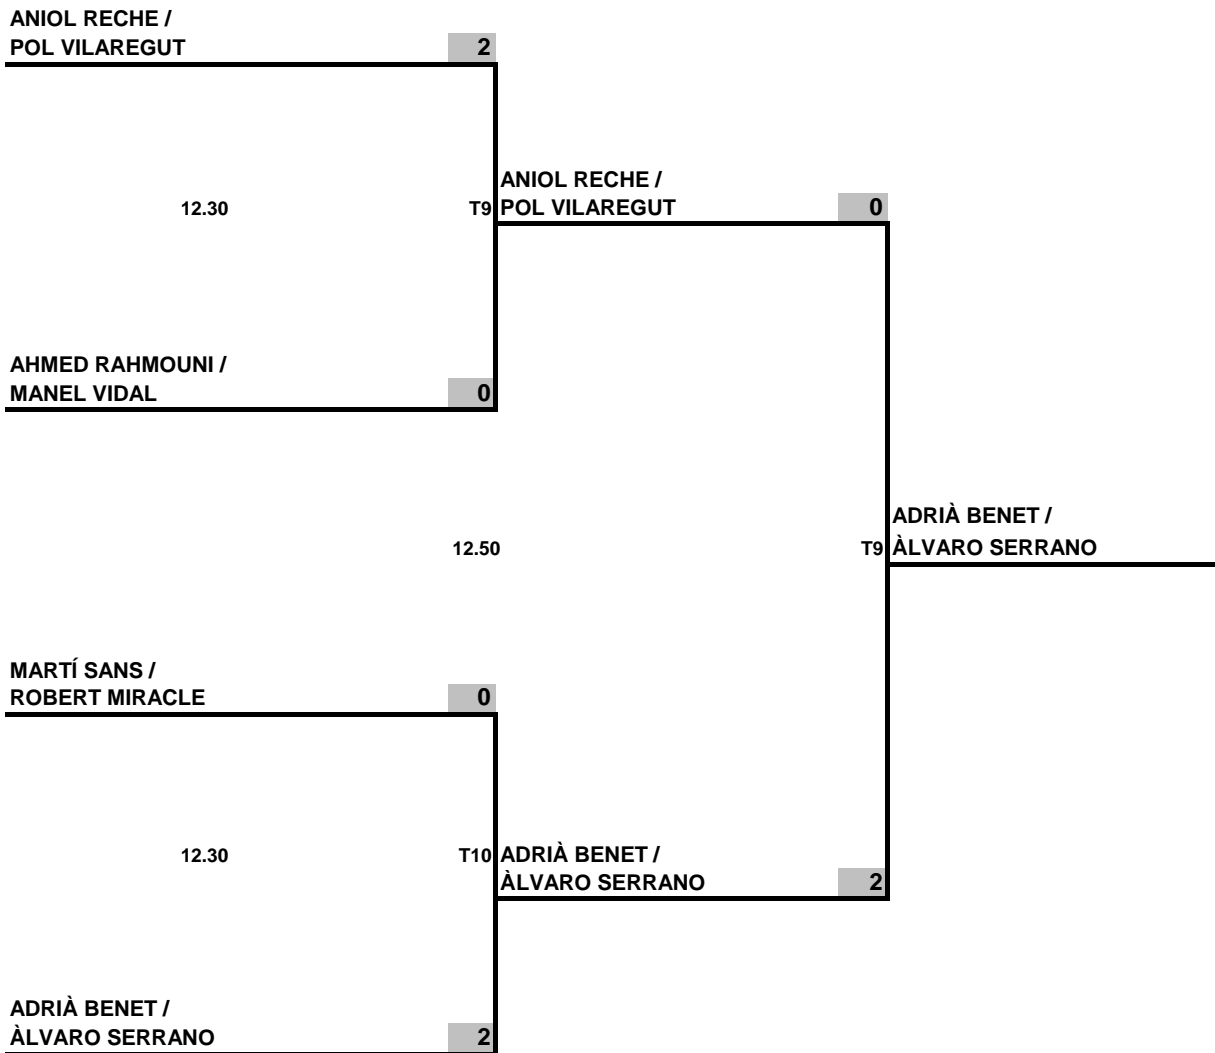 ANIOL RECHE /
POL VILAREGUT 2
ANIOL RECHE /
12.30 T9 POL VILAREGUT 0
AHMED RAHMOUNI /
MANEL VIDAL 0
ADRIÀ BENET /
12.50 T9 ÀLVARO SERRANO
MARTÍ SANS /
ROBERT MIRACLE 0
12.30 T10 ADRIÀ BENET /
ÀLVARO SERRANO 2
ADRIÀ BENET /
ÀLVARO SERRANO 2